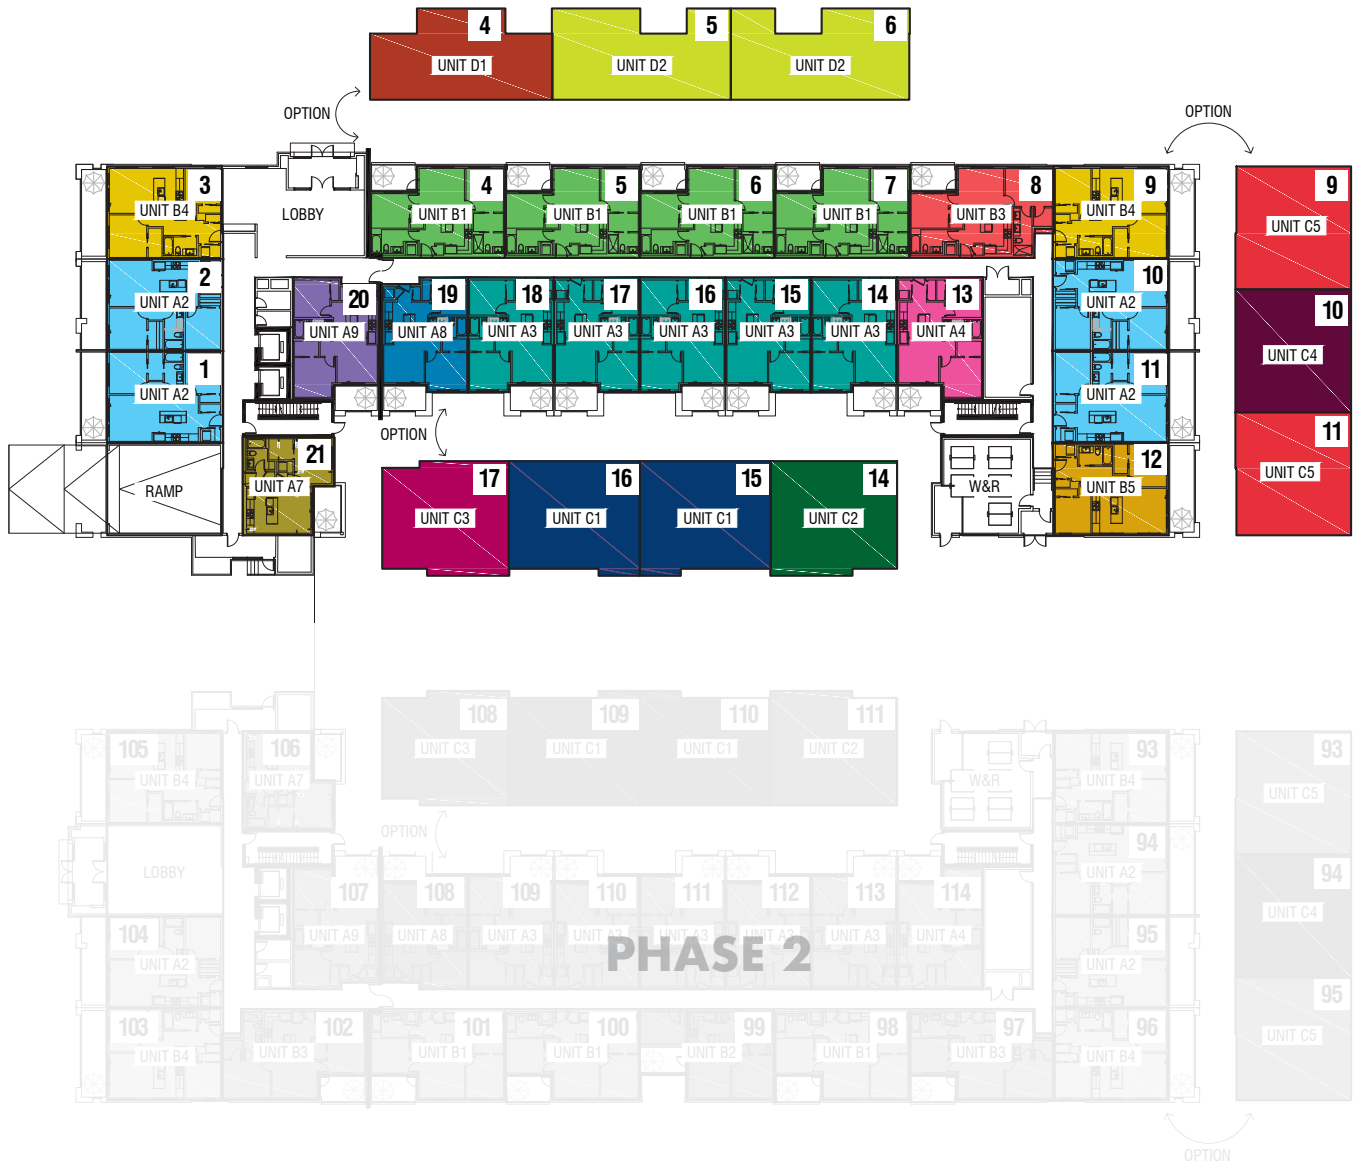 4
5
6
UNIT D1
UNIT D2
UNIT D2
OPTION
OPTION
3
UNIT B4
LOBBY
4
UNIT B1
5
UNIT B1
6
UNIT B1
7
UNIT B1
8
UNIT B3
9
UNIT B4
9
UNIT C5
2
UNIT A2
20
UNIT A9
19
UNIT A8
18
UNIT A3
17
UNIT A3
16
UNIT A3
15
UNIT A3
14
UNIT A3
13
UNIT A4
10
UNIT A2
10
UNIT C4
1
UNIT A2
11
UNIT A2
11
UNIT C5
OPTION
21
UNIT A7
RAMP
17
UNIT C3
16
UNIT C1
15
UNIT C1
14
UNIT C2
W&R
12
UNIT B5
108
UNIT C3
109
UNIT C1
110
UNIT C1
111
UNIT C2
105
UNIT B4
106
UNIT A7
W&R
93
UNIT B4
93
UNIT C5
OPTION
LOBBY
107
UNIT A9
108
UNIT A8
109
UNIT A3
110
UNIT A3
111
UNIT A3
112
UNIT A3
113
UNIT A3
114
UNIT A4
94
UNIT A2
94
UNIT C4
PHASE 2
104
UNIT A2
95
UNIT A2
95
UNIT C5
103
UNIT B4
102
UNIT B3
101
UNIT B1
100
UNIT B1
99
UNIT B2
98
UNIT B1
97
UNIT B3
96
UNIT B4
OPTION